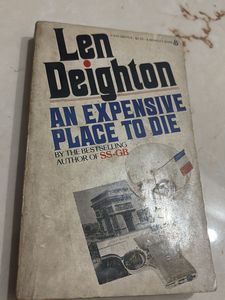 Len
Deighton
AN EXPENSIVE
PLACE TO DIE
BY THE BESTSELLING
AUTHOR OF SS-GB